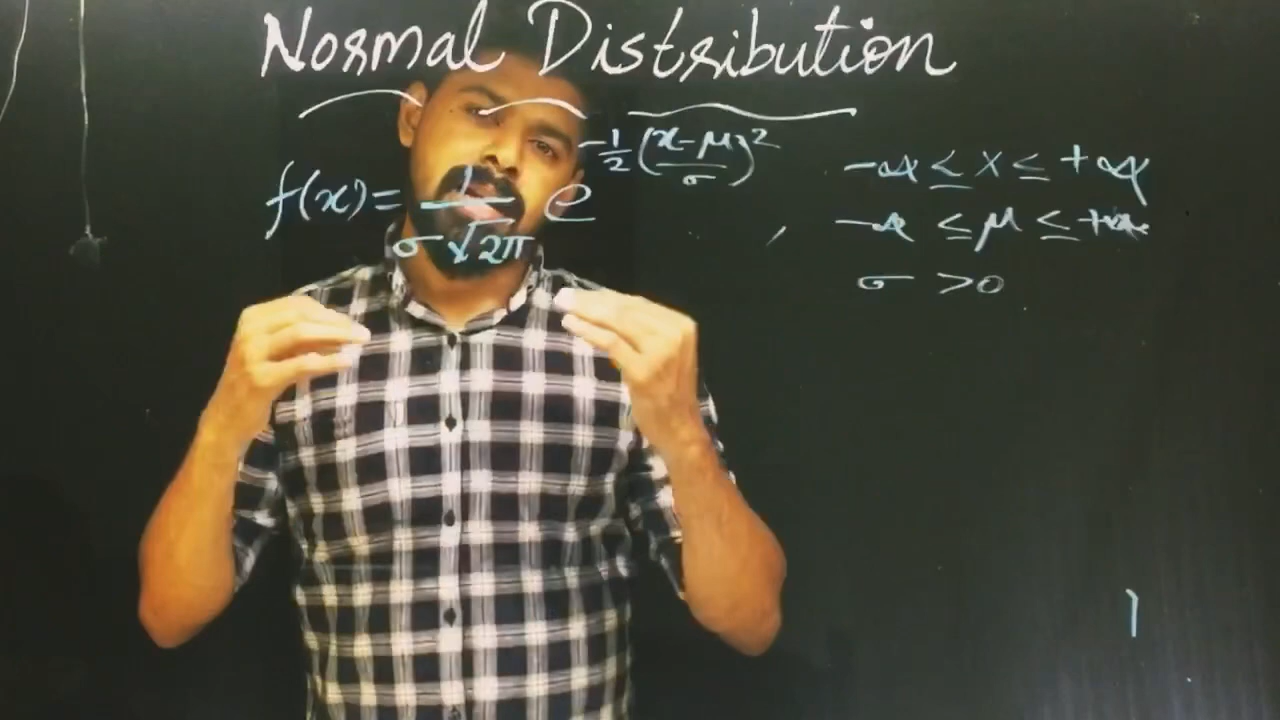 Normal Distribution
f(x) = 1/(σ√2π) e^(-1/2 ((x-μ)/σ)^2) ,
-∞ ≤ x ≤ +∞
-∞ ≤ μ ≤ +∞
σ > 0